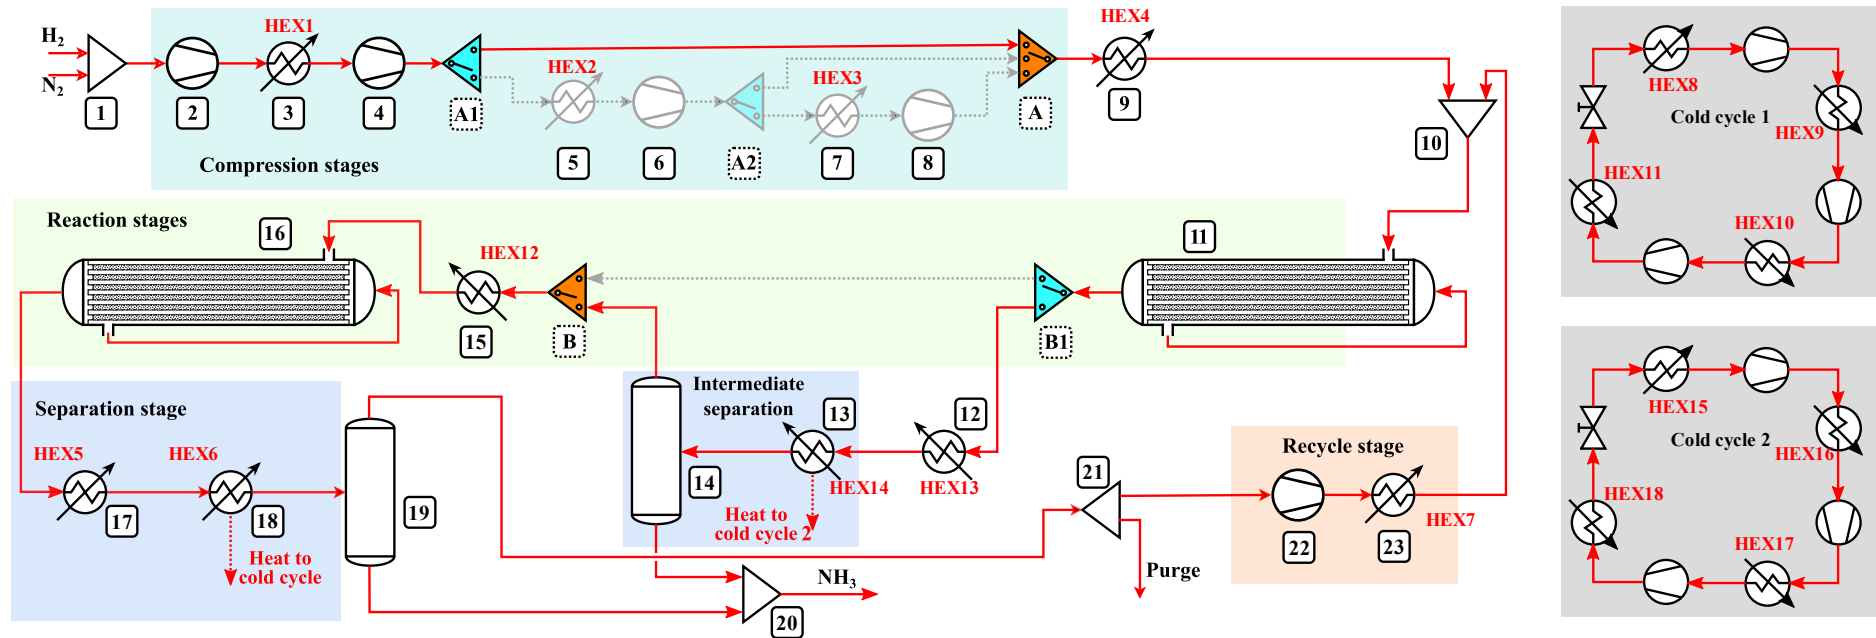 H2
N2
1
2
HEX1
3
4
A1
HEX2
5
6
A2
HEX3
7
8
A
HEX4
9
10
Compression stages
Reaction stages
16
HEX12
15
B
B1
11
Separation stage
HEX5
17
HEX6
18
Heat to
cold cycle
19
Intermediate
separation
13
12
14
HEX14
HEX13
Heat to
cold cycle 2
NH3
20
21
Purge
Recycle stage
22
23
HEX7
HEX8
Cold cycle 1
HEX9
HEX11
HEX10
HEX15
Cold cycle 2
HEX16
HEX18
HEX17